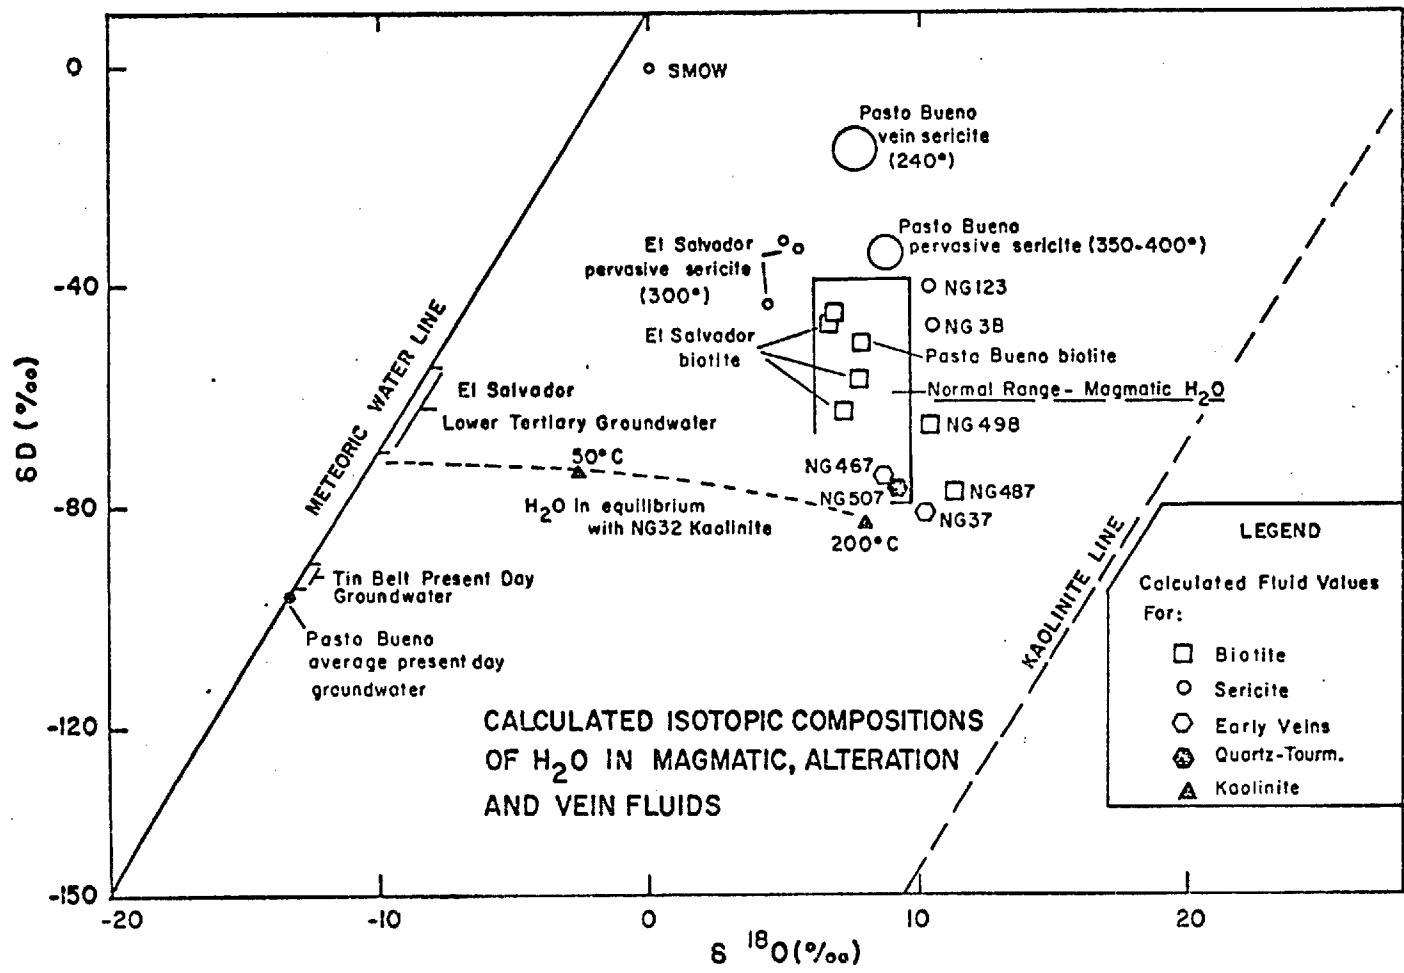 0
-40
-80
-120
-150
-20
-10
0
10
20
δD (‰)
δ 18O (‰)
METEORIC WATER LINE
KAOLINITE LINE
SMOW
Pasto Bueno
vein sericite
(240°)
Pasto Bueno
pervasive sericite (350-400°)
El Salvador
pervasive sericite
(300°)
NG123
NG3B
El Salvador
biotite
Pasto Bueno biotite
Normal Range - Magmatic H2O
NG498
El Salvador
Lower Tertiary Groundwater
50°C
H2O in equilibrium
with NG32 Kaolinite
200°C
NG467
NG507
NG487
NG37
Tin Belt Present Day
Groundwater
Pasto Bueno
average present day
groundwater
CALCULATED ISOTOPIC COMPOSITIONS
OF H2O IN MAGMATIC, ALTERATION
AND VEIN FLUIDS
LEGEND
Calculated Fluid Values
For:
Biotite
Sericite
Early Veins
Quartz-Tourm.
Kaolinite